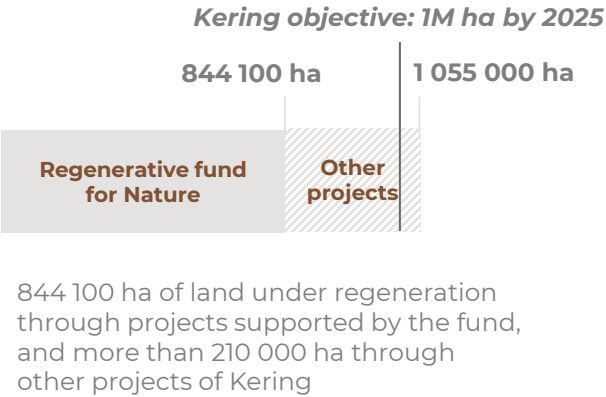 Kering objective: 1M ha by 2025
844 100 ha
1 055 000 ha
Regenerative fund
for Nature
Other
projects
844 100 ha of land under regeneration
through projects supported by the fund,
and more than 210 000 ha through
other projects of Kering